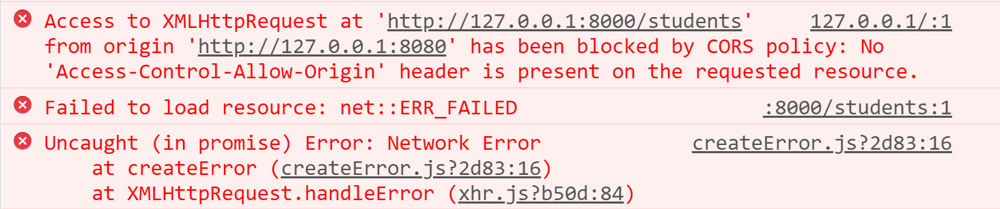 Access to XMLHttpRequest at 'http://127.0.0.1:8000/students' 127.0.0.1/:1
from origin 'http://127.0.0.1:8080' has been blocked by CORS policy: No
'Access-Control-Allow-Origin' header is present on the requested resource.
Failed to load resource: net::ERR_FAILED :8000/students:1
Uncaught (in promise) Error: Network Error createError.js?2d83:16
at createError (createError.js?2d83:16)
at XMLHttpRequest.handleError (xhr.js?b50d:84)